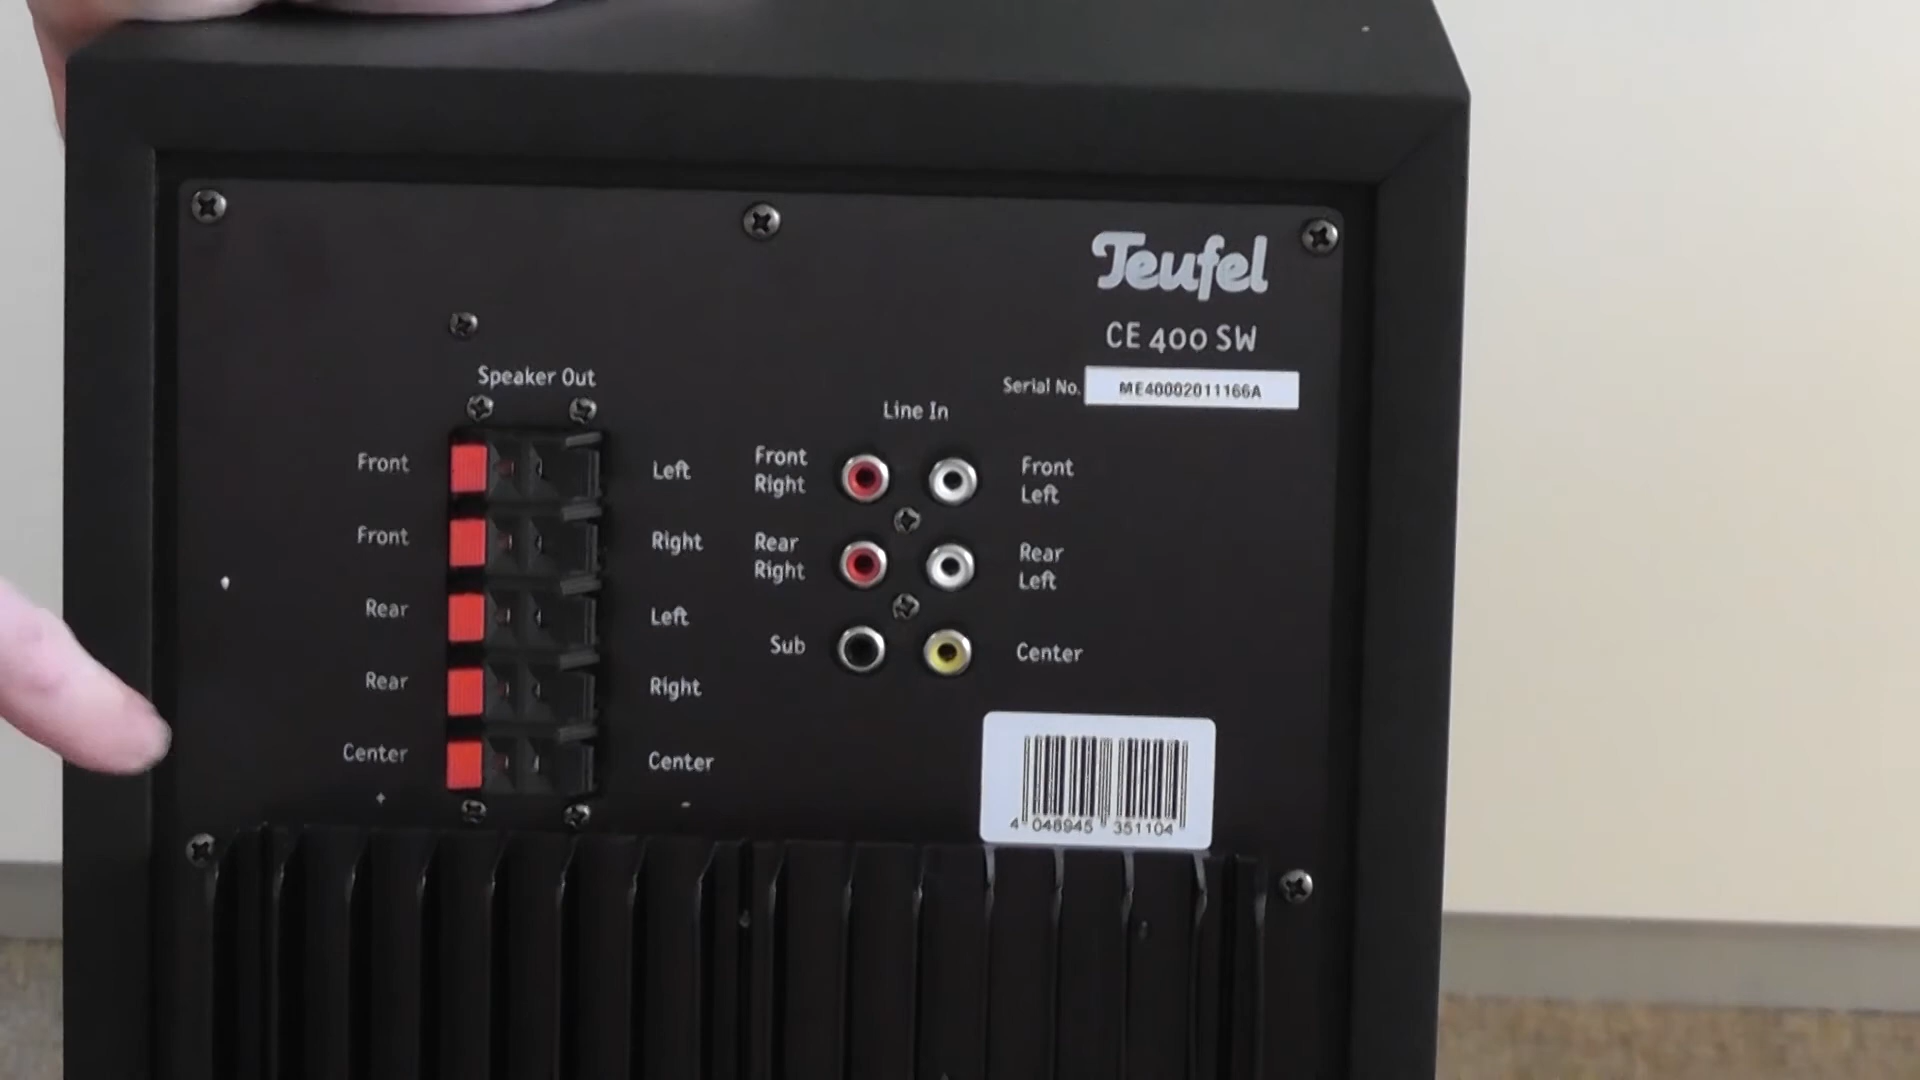 Teufel
CE 400 SW
Serial No. ME40002011166A
Speaker Out
Front Left
Front Right
Rear Left
Rear Right
Center Center
+ -
Line In
Front Right
Front Left
Rear Right
Rear Left
Sub
Center
4 048945 351104